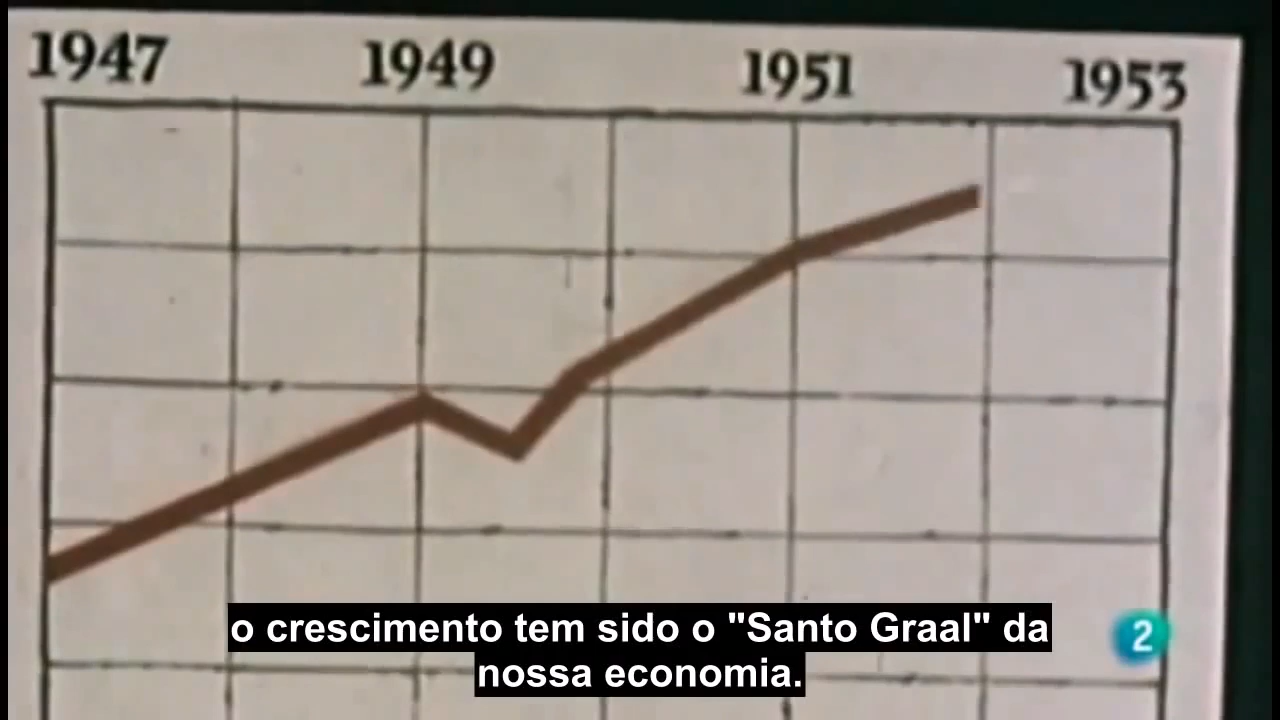 1947 1949 1951 1953
o crescimento tem sido o "Santo Graal" da
nossa economia.
2